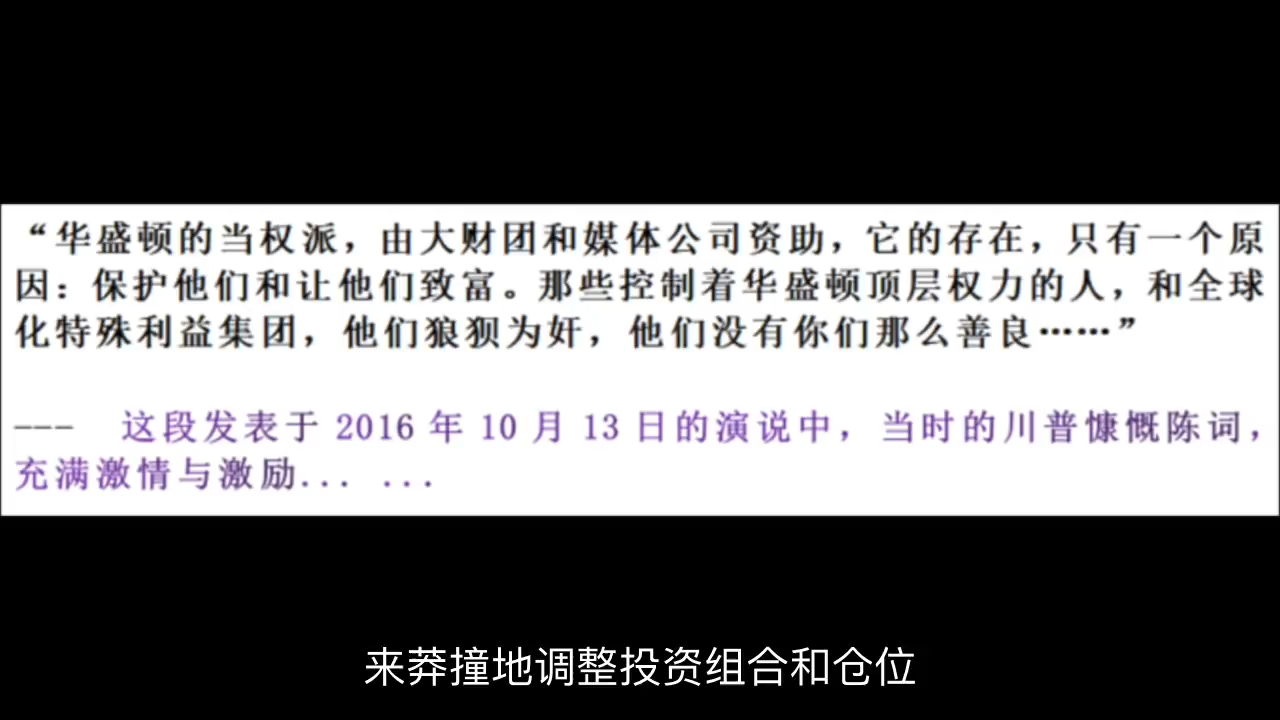 “华盛顿的当权派，由大财团和媒体公司资助，它的存在，只有一个原
因：保护他们和让他们致富。那些控制着华盛顿顶层权力的人，和全球
化特殊利益集团，他们狼狈为奸，他们没有你们那么善良……”
--- 这段发表于 2016 年 10 月 13 日的演说中，当时的川普慷慨陈词，
充满激情与激励... ...
来莽撞地调整投资组合和仓位